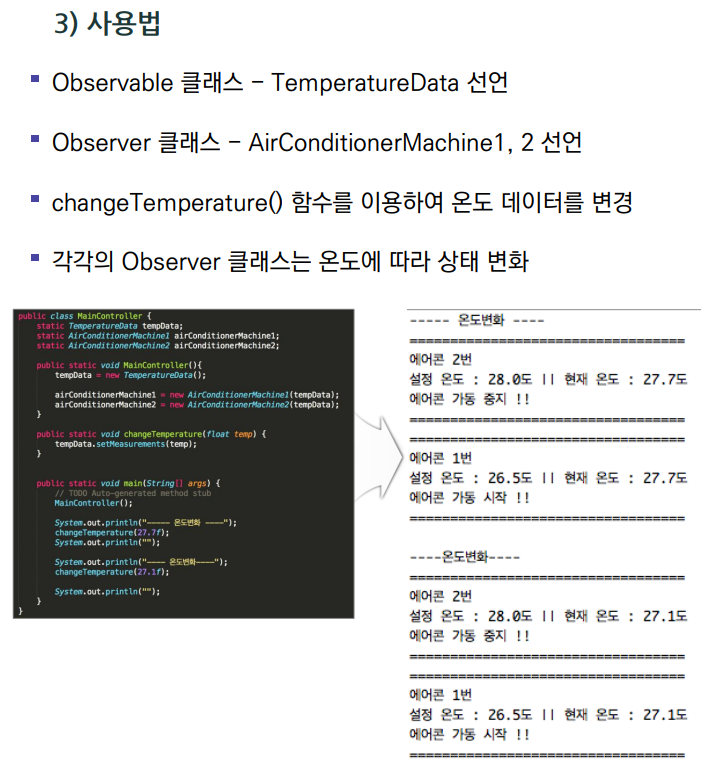 3) 사용법
Observable 클래스 – TemperatureData 선언
Observer 클래스 – AirConditionerMachine1, 2 선언
changeTemperature() 함수를 이용하여 온도 데이터를 변경
각각의 Observer 클래스는 온도에 따라 상태 변화
public class MainController {
static TemperatureData tempData;
static AirConditionerMachine1 airConditionerMachine1;
static AirConditionerMachine2 airConditionerMachine2;
public static void MainController(){
tempData = new TemperatureData();
airConditionerMachine1 = new AirConditionerMachine1(tempData);
airConditionerMachine2 = new AirConditionerMachine2(tempData);
}
public static void changeTemperature(float temp) {
tempData.setMeasurements(temp);
}
public static void main(String[] args) {
// TODO Auto-generated method stub
MainController();
System.out.println("----- 온도변화 ----");
changeTemperature(27.7f);
System.out.println("");
System.out.println("---- 온도변화----");
changeTemperature(27.1f);
System.out.println("");
}
}
----- 온도변화 ----
==================================
에어콘 2번
설정 온도 : 28.0도 || 현재 온도 : 27.7도
에어콘 가동 중지 !!
==================================
==================================
에어콘 1번
설정 온도 : 26.5도 || 현재 온도 : 27.7도
에어콘 가동 시작 !!
==================================
----온도변화----
==================================
에어콘 2번
설정 온도 : 28.0도 || 현재 온도 : 27.1도
에어콘 가동 중지 !!
==================================
==================================
에어콘 1번
설정 온도 : 26.5도 || 현재 온도 : 27.1도
에어콘 가동 시작 !!
==================================